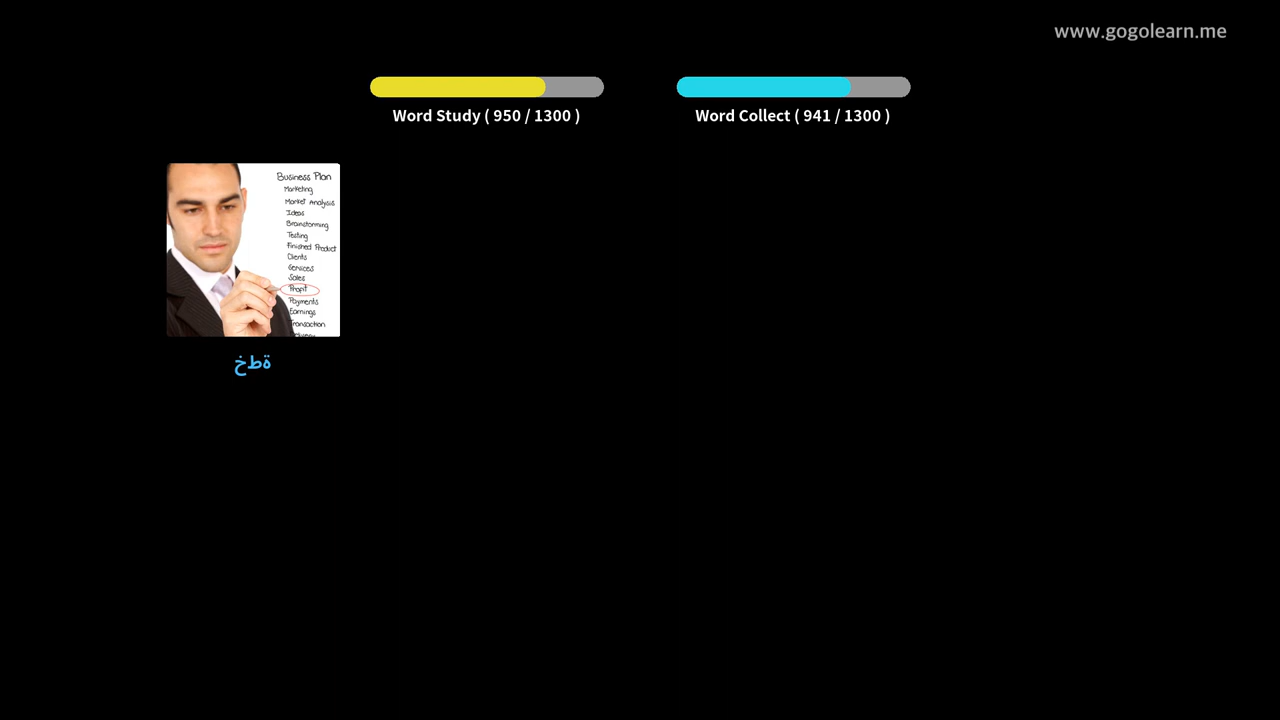 www.gogolearn.me
Word Study ( 950 / 1300 )
Word Collect ( 941 / 1300 )
Business Plan
Marketing
Market Analysis
Ideas
Brainstorming
Testing
Finished Product
Clients
Services
Sales
Profit
Payments
Earnings
Transaction
Delivery
خطة